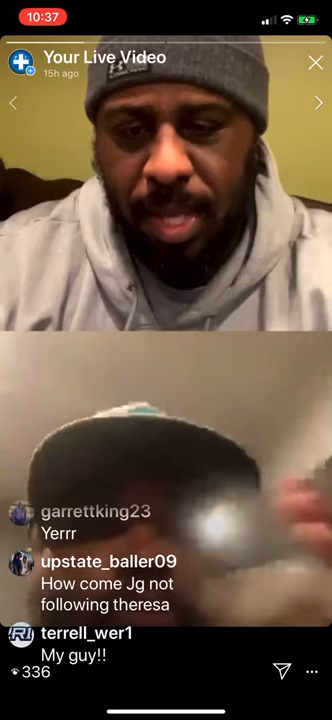 10:37
Your Live Video
15h ago
garrettking23
Yerrr
upstate_baller09
How come Jg not
following theresa
terrell_wer1
My guy!!
336